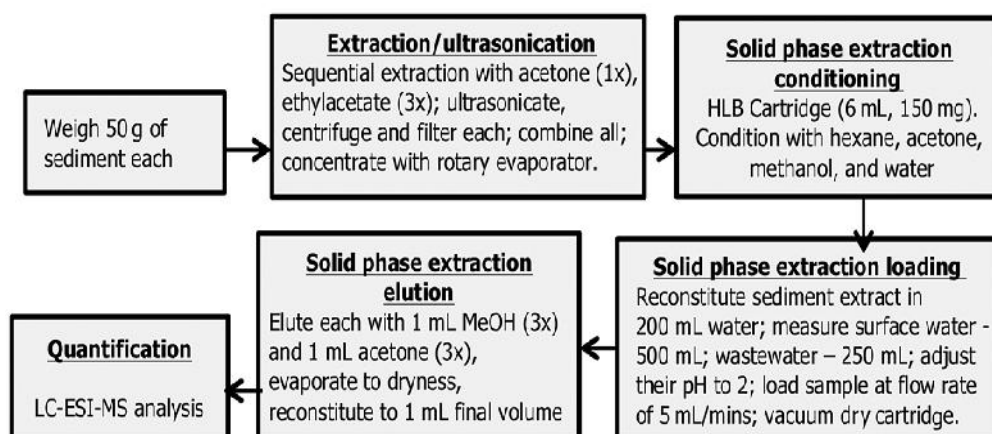 Weigh 50 g of
sediment each
Extraction/ultrasonication
Sequential extraction with acetone (1x),
ethylacetate (3x); ultrasonicate,
centrifuge and filter each; combine all;
concentrate with rotary evaporator.
Solid phase extraction
conditioning
HLB Cartridge (6 mL, 150 mg).
Condition with hexane, acetone,
methanol, and water
Solid phase extraction loading
Reconstitute sediment extract in
200 mL water; measure surface water -
500 mL; wastewater – 250 mL; adjust
their pH to 2; load sample at flow rate
of 5 mL/mins; vacuum dry cartridge.
Solid phase extraction
elution
Elute each with 1 mL MeOH (3x)
and 1 mL acetone (3x),
evaporate to dryness,
reconstitute to 1 mL final volume
Quantification
LC-ESI-MS analysis